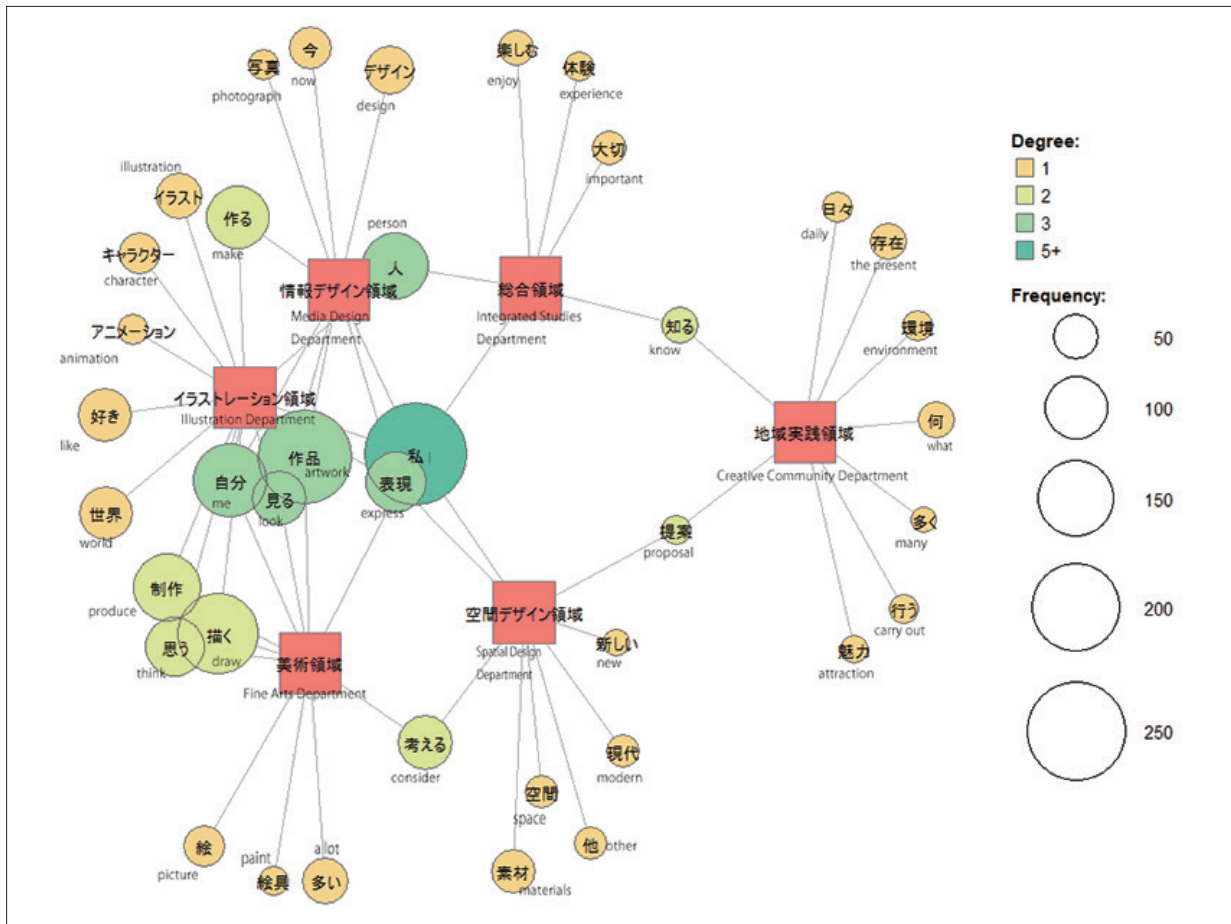 今
now
写真
photograph
デザイン
design
楽しむ
enjoy
体験
experience
大切
important
illustration
イラスト
作る
make
キャラクター
character
アニメーション
animation
person
人
情報デザイン領域
Media Design
Department
総合領域
Integrated Studies
Department
知る
know
日々
daily
存在
the present
環境
environment
何
what
多く
many
行う
carry out
魅力
attraction
地域実践領域
Creative Community Department
イラストレーション領域
Illustration Department
好き
like
世界
world
自分
me
見る
look
作品
artwork
私
I
表現
express
提案
proposal
制作
produce
思う
think
描く
draw
美術領域
Fine Arts Department
空間デザイン領域
Spatial Design
Department
新しい
new
考える
consider
現代
modern
空間
space
他
other
素材
materials
絵
picture
paint
絵具
a lot
多い
Degree:
1
2
3
5+
Frequency:
50
100
150
200
250